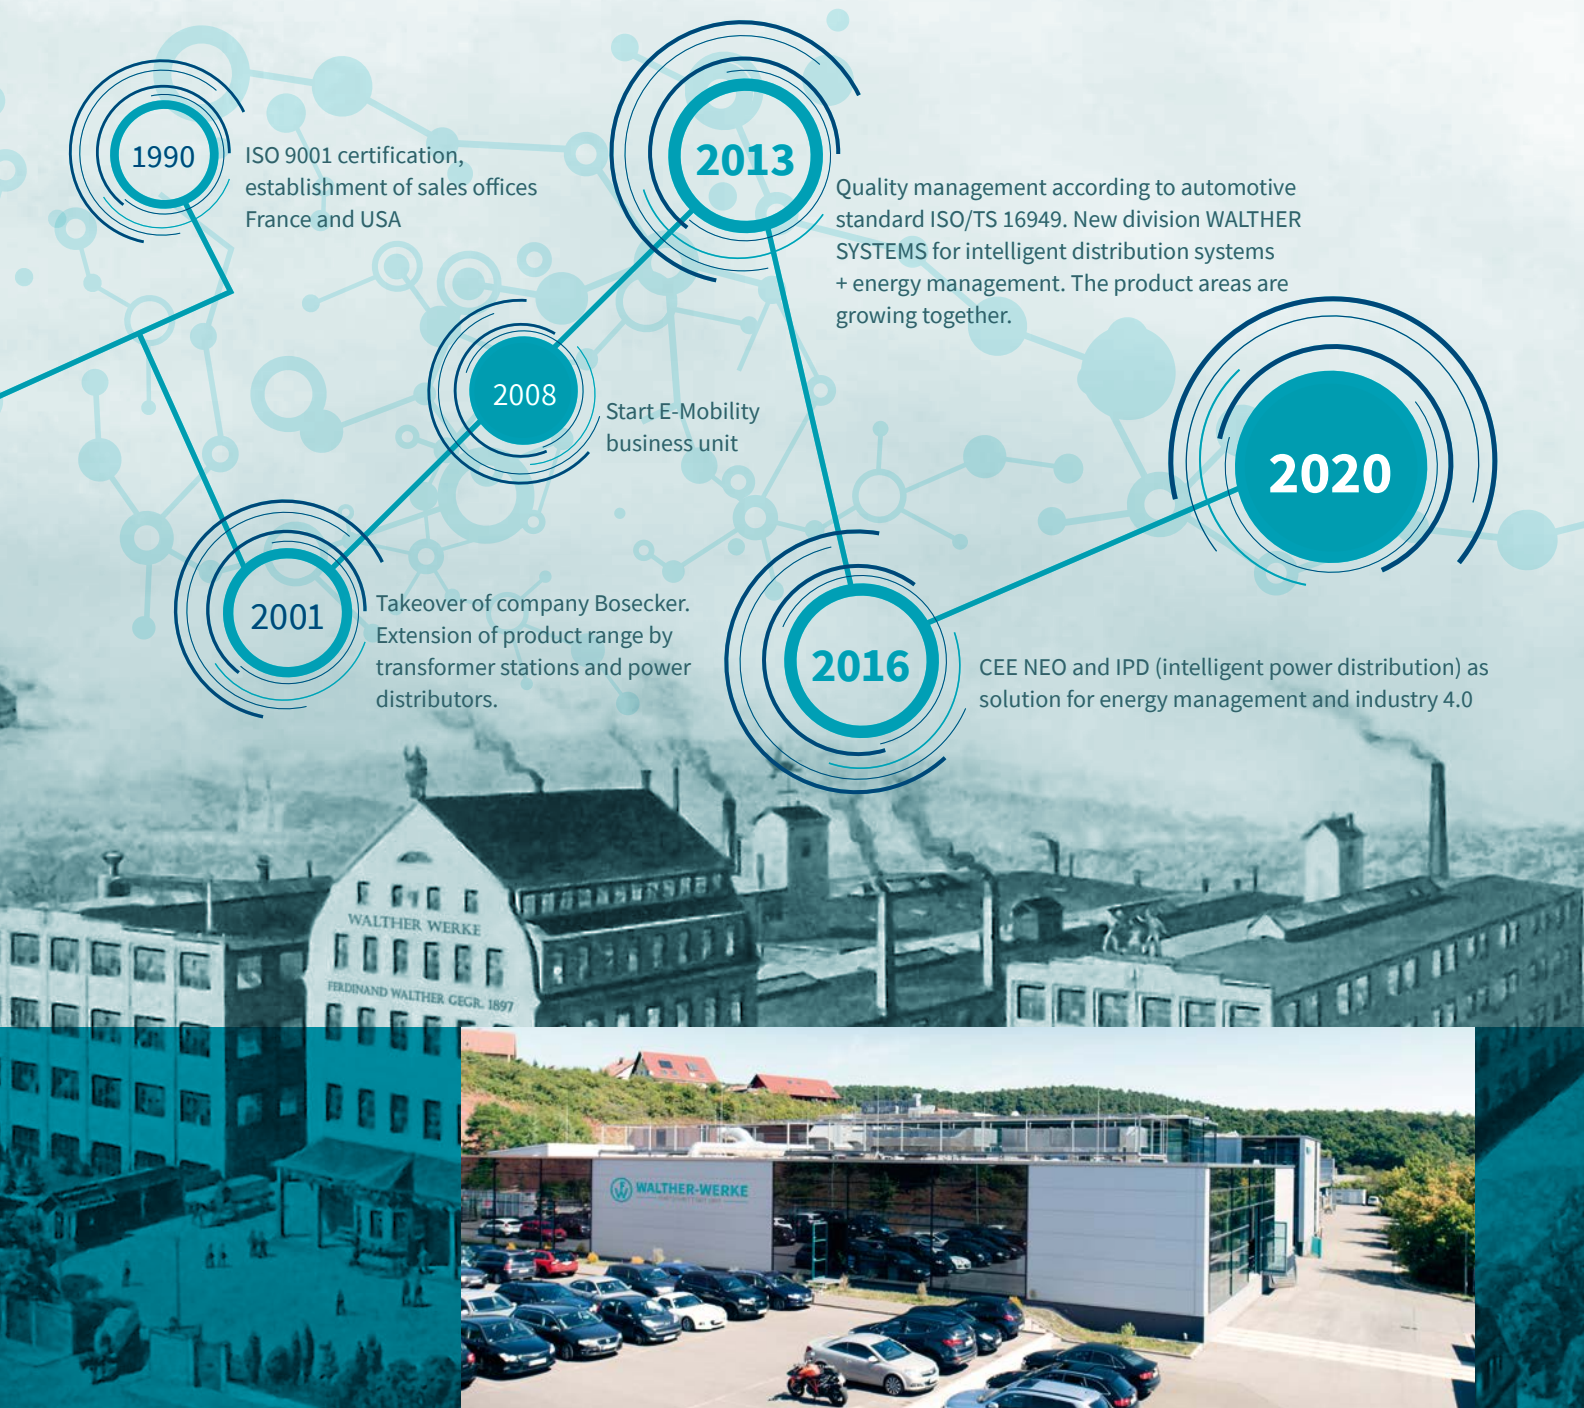 1990
ISO 9001 certification,
establishment of sales offices
France and USA
2013
Quality management according to automotive
standard ISO/TS 16949. New division WALTHER
SYSTEMS for intelligent distribution systems
+ energy management. The product areas are
growing together.
2008
Start E-Mobility
business unit
2020
2001
Takeover of company Bosecker.
Extension of product range by
transformer stations and power
distributors.
2016
CEE NEO and IPD (intelligent power distribution) as
solution for energy management and industry 4.0
WALTHER WERKE
FERDINAND WALTHER GEGR. 1897
WALTHER-WERKE